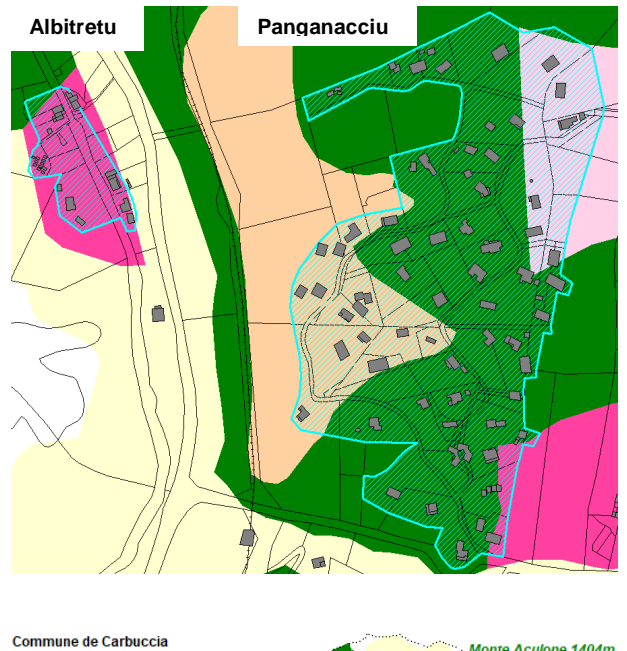 Albitretu
Panganacciu
Commune de Carbuccia
Monte Aculone 1404m